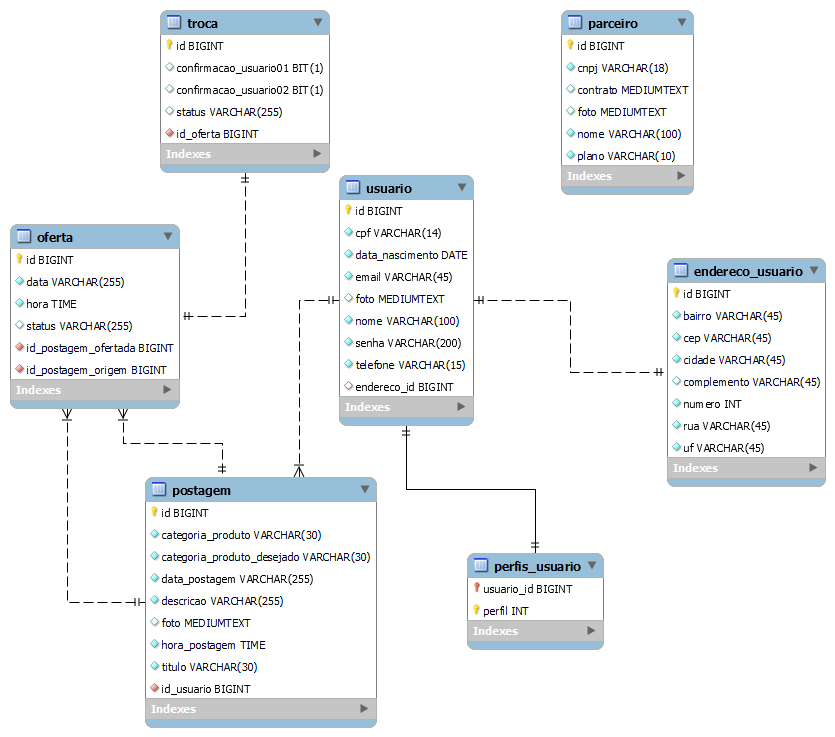 troca
id BIGINT
confirmacao_usuario01 BIT(1)
confirmacao_usuario02 BIT(1)
status VARCHAR(255)
id_oferta BIGINT
Indexes
parceiro
id BIGINT
cnpj VARCHAR(18)
contrato MEDIUMTEXT
foto MEDIUMTEXT
nome VARCHAR(100)
plano VARCHAR(10)
Indexes
usuario
id BIGINT
cpf VARCHAR(14)
data_nascimento DATE
email VARCHAR(45)
foto MEDIUMTEXT
nome VARCHAR(100)
senha VARCHAR(200)
telefone VARCHAR(15)
endereco_id BIGINT
Indexes
oferta
id BIGINT
data VARCHAR(255)
hora TIME
status VARCHAR(255)
id_postagem_ofertada BIGINT
id_postagem_origem BIGINT
Indexes
endereco_usuario
id BIGINT
bairro VARCHAR(45)
cep VARCHAR(45)
cidade VARCHAR(45)
complemento VARCHAR(45)
numero INT
rua VARCHAR(45)
uf VARCHAR(45)
Indexes
postagem
id BIGINT
categoria_produto VARCHAR(30)
categoria_produto_desejado VARCHAR(30)
data_postagem VARCHAR(255)
descricao VARCHAR(255)
foto MEDIUMTEXT
hora_postagem TIME
titulo VARCHAR(30)
id_usuario BIGINT
Indexes
perfis_usuario
usuario_id BIGINT
perfil INT
Indexes